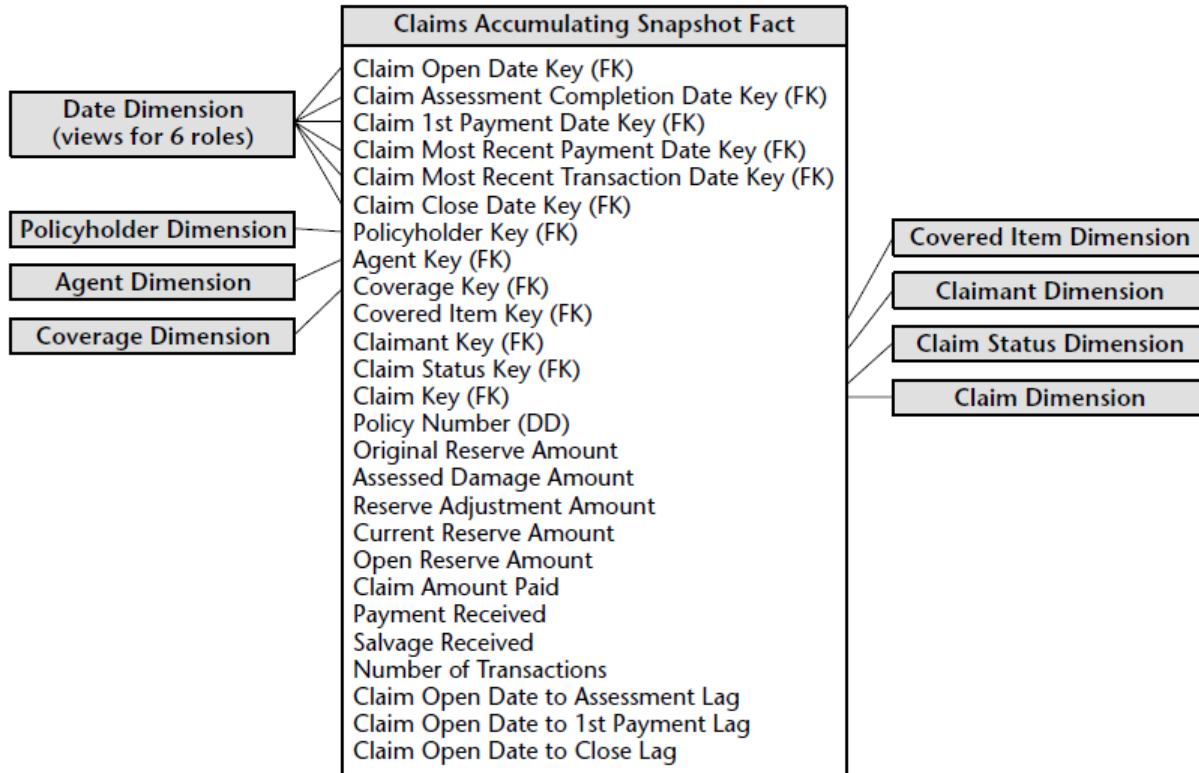 Claims Accumulating Snapshot Fact
Claim Open Date Key (FK)
Claim Assessment Completion Date Key (FK)
Claim 1st Payment Date Key (FK)
Claim Most Recent Payment Date Key (FK)
Claim Most Recent Transaction Date Key (FK)
Claim Close Date Key (FK)
Policyholder Key (FK)
Agent Key (FK)
Coverage Key (FK)
Covered Item Key (FK)
Claimant Key (FK)
Claim Status Key (FK)
Claim Key (FK)
Policy Number (DD)
Original Reserve Amount
Assessed Damage Amount
Reserve Adjustment Amount
Current Reserve Amount
Open Reserve Amount
Claim Amount Paid
Payment Received
Salvage Received
Number of Transactions
Claim Open Date to Assessment Lag
Claim Open Date to 1st Payment Lag
Claim Open Date to Close Lag
Date Dimension
(views for 6 roles)
Policyholder Dimension
Agent Dimension
Coverage Dimension
Covered Item Dimension
Claimant Dimension
Claim Status Dimension
Claim Dimension